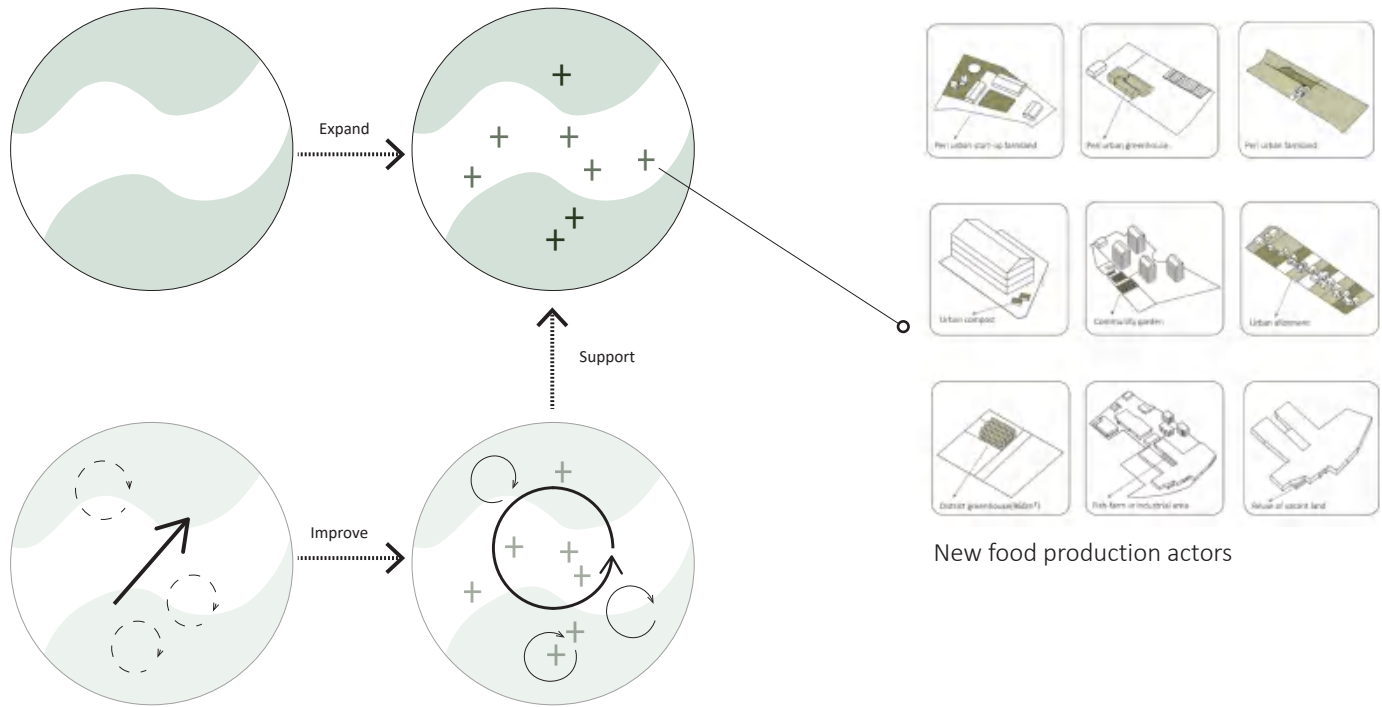 Expand
Support
Improve
Peri urban start-up farmland
Peri urban greenhouse
Peri urban farmland
Urban compost
Community garden
Urban allotment
District greenhouse(860m²)
Fish farm in industrial area
Reuse of vacant land
New food production actors